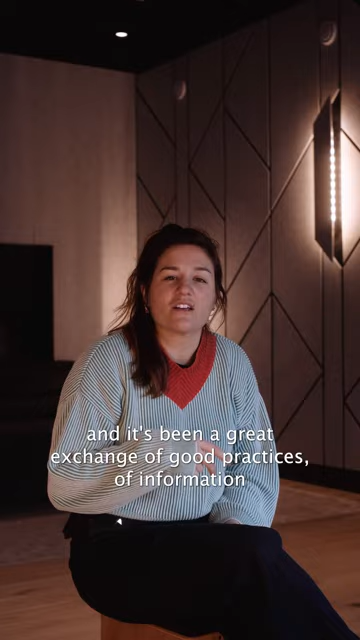 and it's been a great
exchange of good practices,
of information